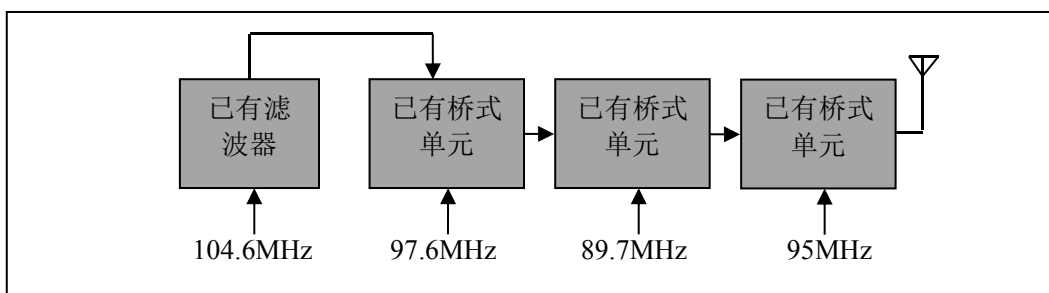 已有滤
波器
已有桥式
单元
已有桥式
单元
已有桥式
单元
104.6MHz
97.6MHz
89.7MHz
95MHz